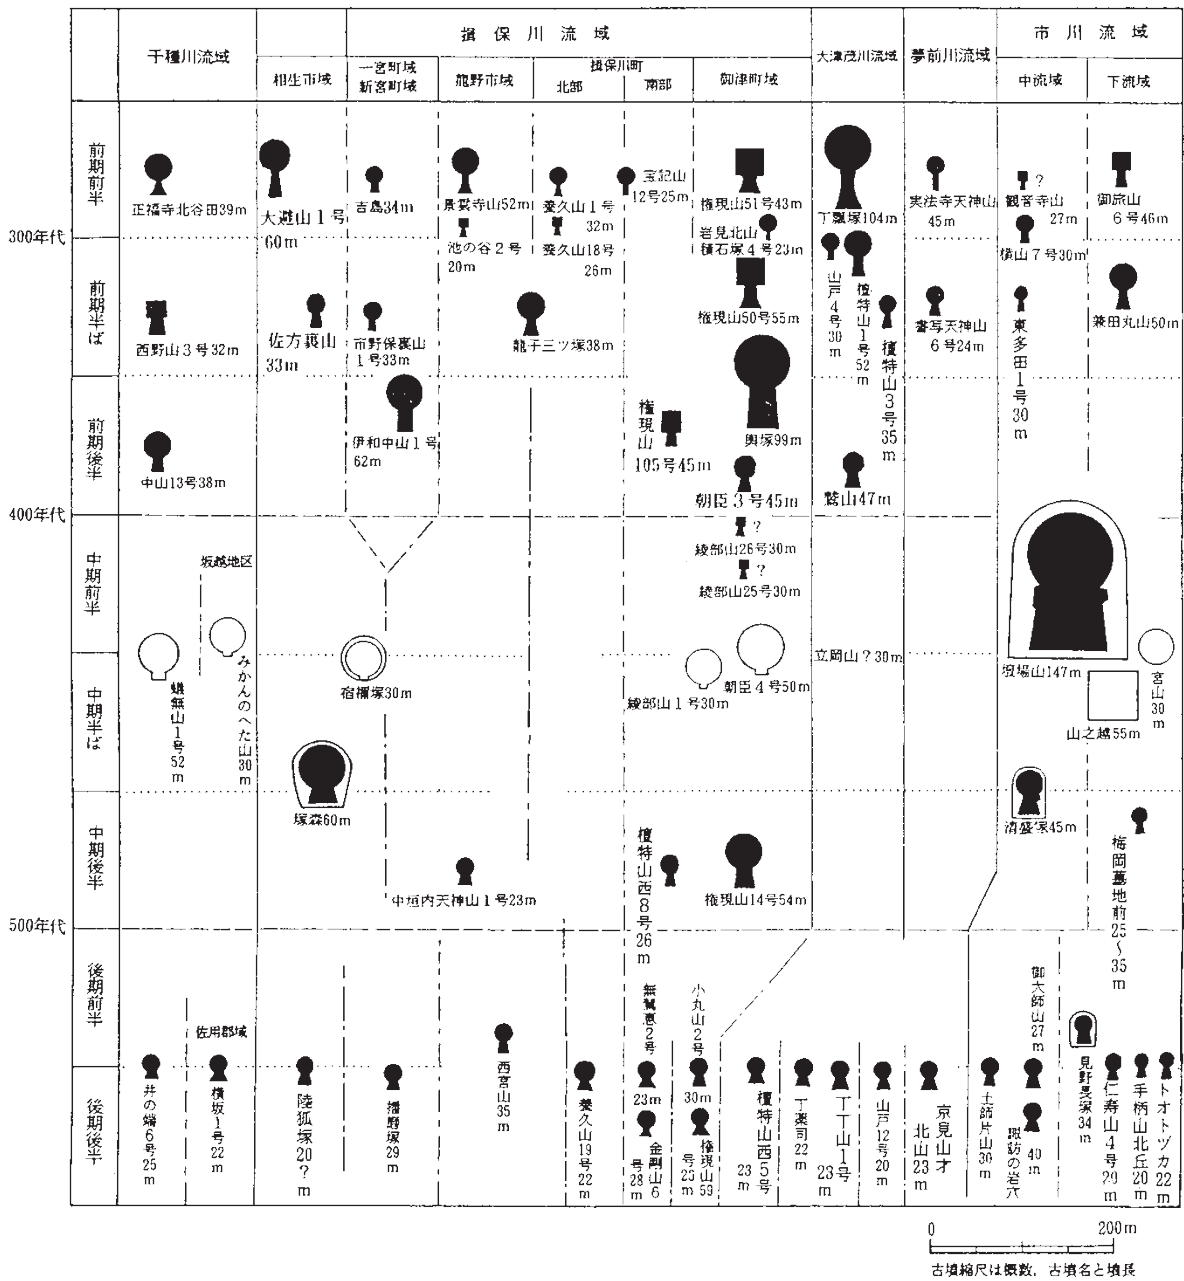 千種川流域
揖保川流域
大津茂川流域
夢前川流域
市川流域
相生市域
一宮町域
新宮町域
龍野市域
揖保川町
北部
南部
御津町域
中流域
下流域
前期前半
正福寺北谷田39m
大避山1号
60m
吉島34m
景雲寺山52m
池の谷2号
20m
養久山1号
32m
養久山18号
26m
宝記山
12号25m
権現山51号43m
岩見北山
積石塚4号23m
丁瓢塚104m
実法寺天神山
45m
観音寺山
27m
?
横山7号30m
御旅山
6号46m
300年代
前期半ば
西野山3号32m
佐方裏山
33m
市野保裏山
1号33m
龍子三ツ塚38m
権現山50号55m
山戸4号30m
檀特山1号52m
檀特山3号35m
書写天神山
6号24m
東多田1号30m
兼田丸山50m
前期後半
中山13号38m
伊和中山1号
62m
権現山
105号45m
輿塚99m
朝臣3号45m
鷲山47m
400年代
中期前半
坂越地区
?
綾部山26号30m
?
綾部山25号30m
壇場山147m
中期半ば
蟻無山1号52m
みかんのへた山30m
宿禰塚30m
綾部山1号30m
朝臣4号50m
立岡山?30m
山之越55m
宮山30m
塚森60m
中期後半
中垣内天神山1号23m
檀特山西8号26m
権現山14号54m
清盛塚45m
梅岡墓地前25～35m
500年代
後期前半
佐用郡域
西宮山35m
無賀恵2号
23m
小丸山2号
30m
御大師山27m
見野長塚34m
後期後半
井の端6号25m
横坂1号22m
陸狐塚20?m
播磨塚29m
養久山19号22m
金剛山6号28m
権現山59号25m
檀特山西5号
23m
丁薬司22m
丁丁山1号
23m
山戸12号20m
京見山才
北山23m
土師片山30m
諏訪の岩穴
40m
仁寿山4号29m
手柄山北丘20m
トオトヅカ22m
0 200m
古墳縮尺は概数，古墳名と墳長